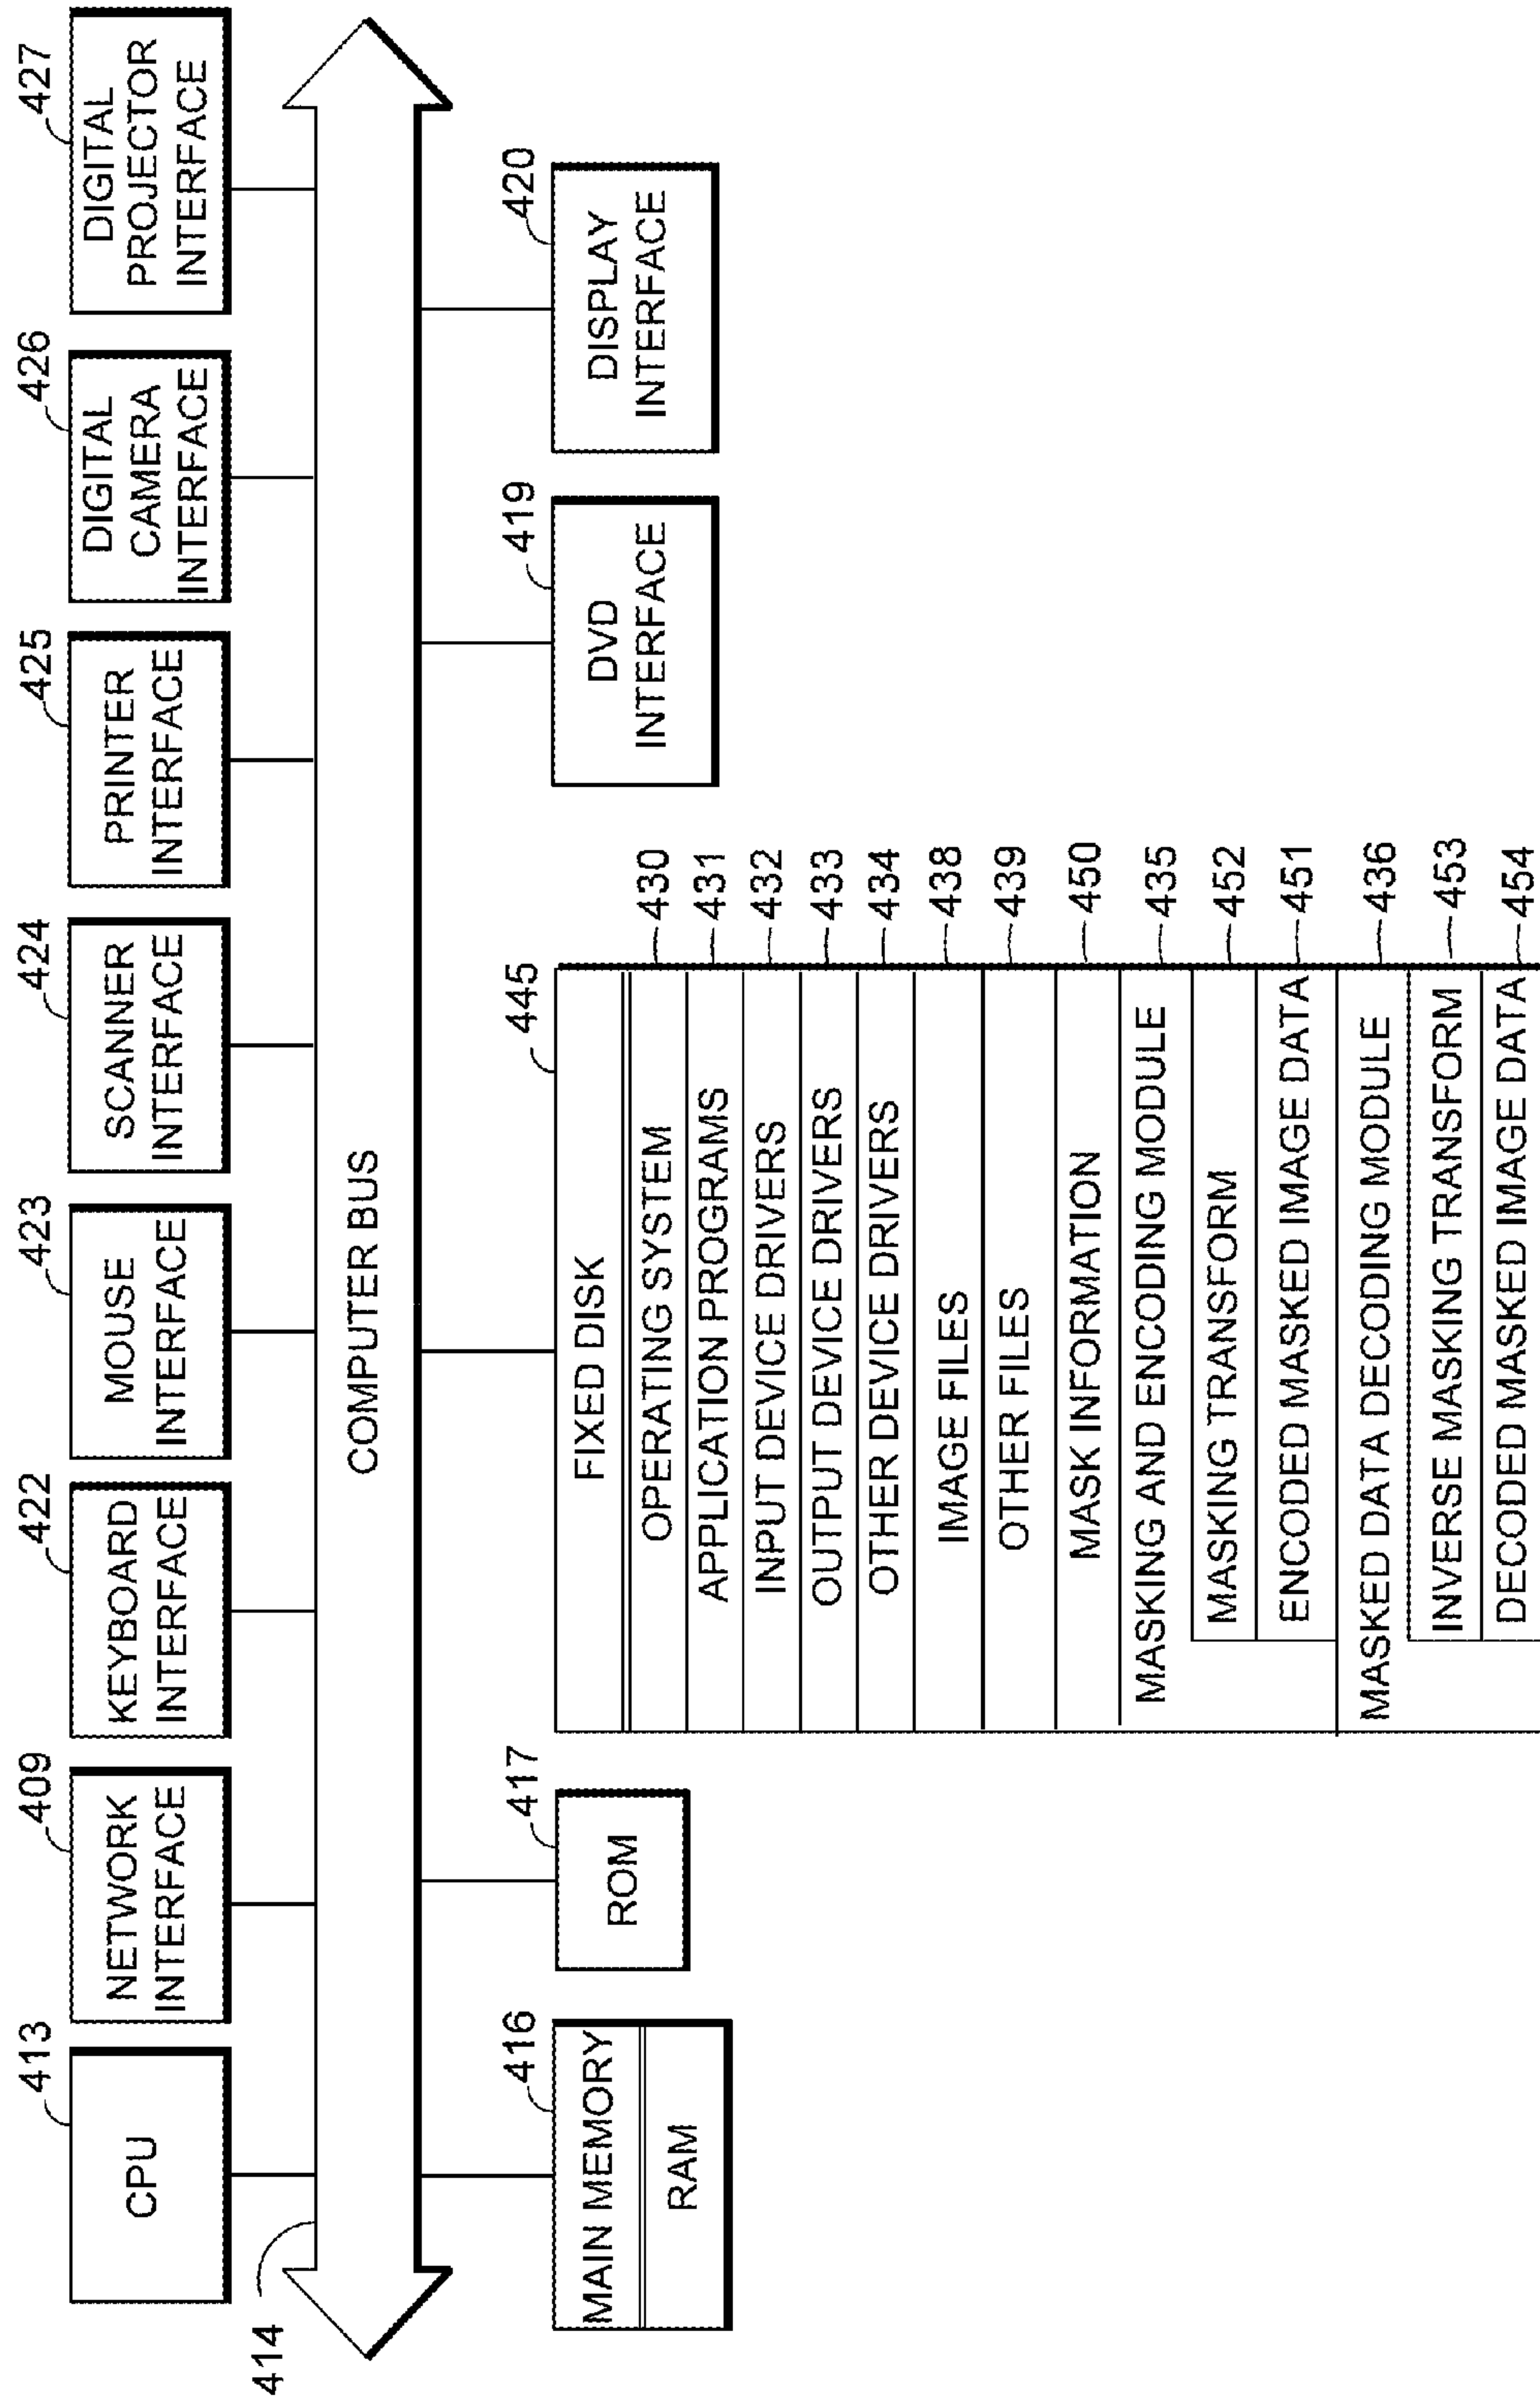 413
CPU
409
NETWORK
INTERFACE
422
KEYBOARD
INTERFACE
423
MOUSE
INTERFACE
424
SCANNER
INTERFACE
425
PRINTER
INTERFACE
426
DIGITAL
CAMERA
INTERFACE
427
DIGITAL
PROJECTOR
INTERFACE
414
COMPUTER BUS
416
MAIN MEMORY
RAM
417
ROM
445
FIXED DISK
OPERATING SYSTEM 430
APPLICATION PROGRAMS 431
INPUT DEVICE DRIVERS 432
OUTPUT DEVICE DRIVERS 433
OTHER DEVICE DRIVERS 434
IMAGE FILES 438
OTHER FILES 439
MASK INFORMATION 450
MASKING AND ENCODING MODULE 435
MASKING TRANSFORM 452
ENCODED MASKED IMAGE DATA 451
MASKED DATA DECODING MODULE 436
INVERSE MASKING TRANSFORM 453
DECODED MASKED IMAGE DATA 454
419
DVD
INTERFACE
420
DISPLAY
INTERFACE